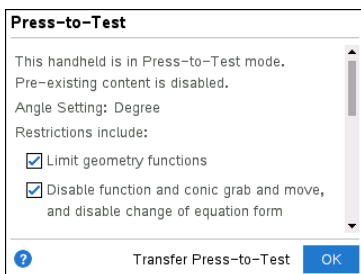 Press-to-Test
This handheld is in Press-to-Test mode.
Pre-existing content is disabled.
Angle Setting: Degree
Restrictions include:
Limit geometry functions
Disable function and conic grab and move,
and disable change of equation form
? Transfer Press-to-Test OK